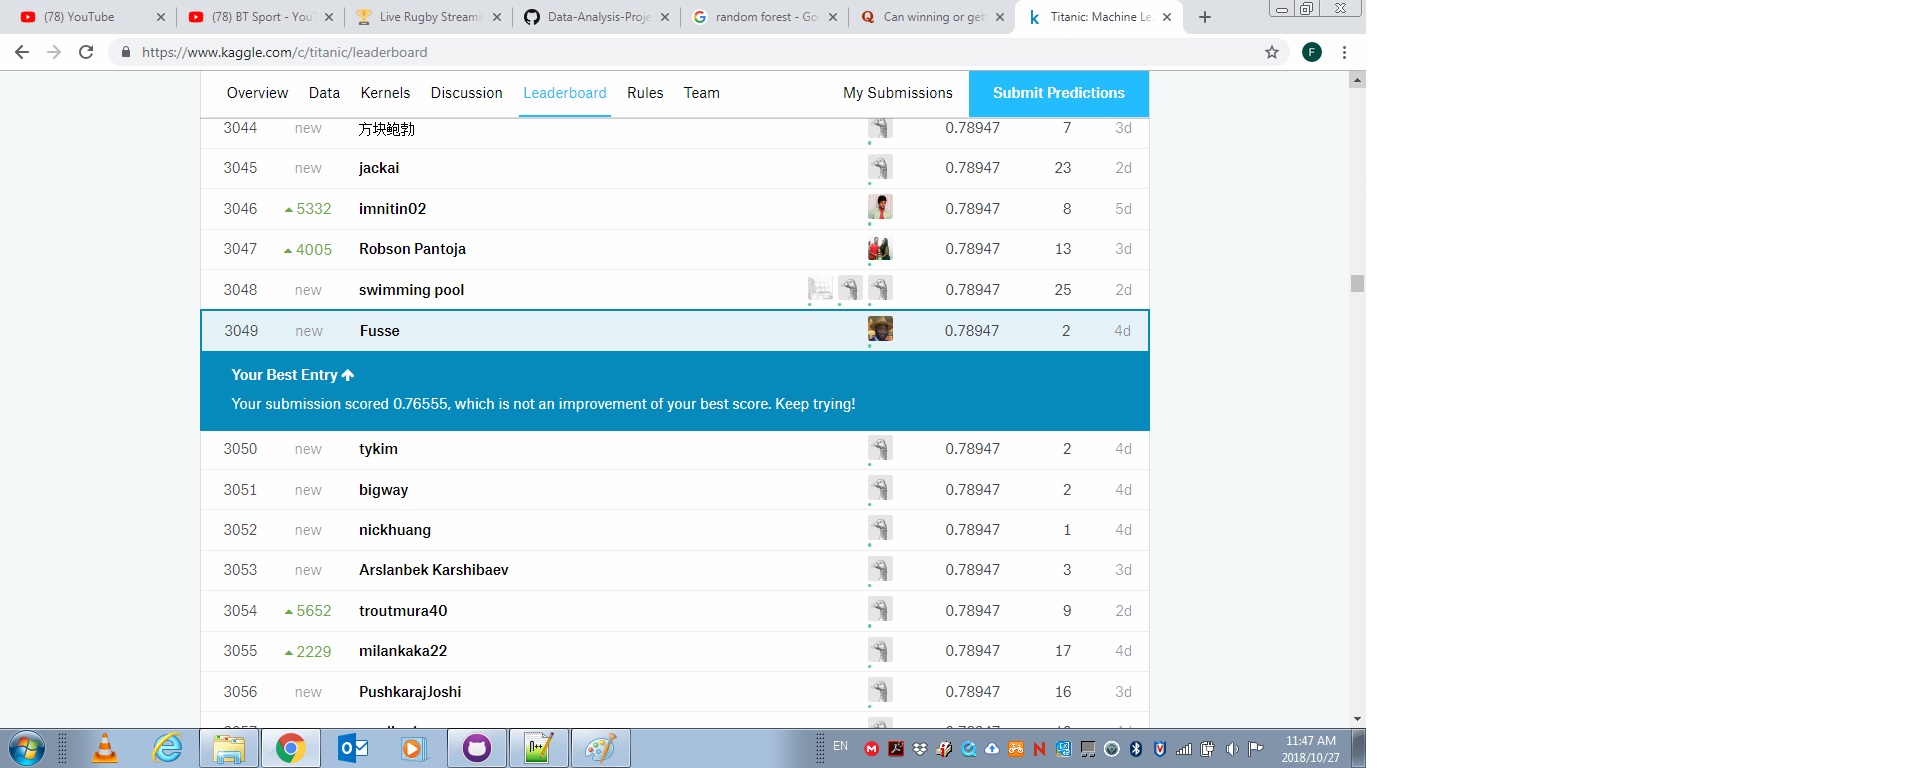 (78) YouTube
(78) BT Sport - You
Live Rugby Streami
Data-Analysis-Proje
random forest - Go
Can winning or get
Titanic: Machine Le
https://www.kaggle.com/c/titanic/leaderboard
F
Overview Data Kernels Discussion Leaderboard Rules Team My Submissions Submit Predictions
3044 new 方块鲍勃 0.78947 7 3d
3045 new jackai 0.78947 23 2d
3046 5332 imnitin02 0.78947 8 5d
3047 4005 Robson Pantoja 0.78947 13 3d
3048 new swimming pool 0.78947 25 2d
3049 new Fusse 0.78947 2 4d
Your Best Entry
Your submission scored 0.76555, which is not an improvement of your best score. Keep trying!
3050 new tykim 0.78947 2 4d
3051 new bigway 0.78947 2 4d
3052 new nickhuang 0.78947 1 4d
3053 new Arslanbek Karshibaev 0.78947 3 3d
3054 5652 troutmura40 0.78947 9 2d
3055 2229 milankaka22 0.78947 17 4d
3056 new PushkarajJoshi 0.78947 16 3d
EN
11:47 AM
2018/10/27